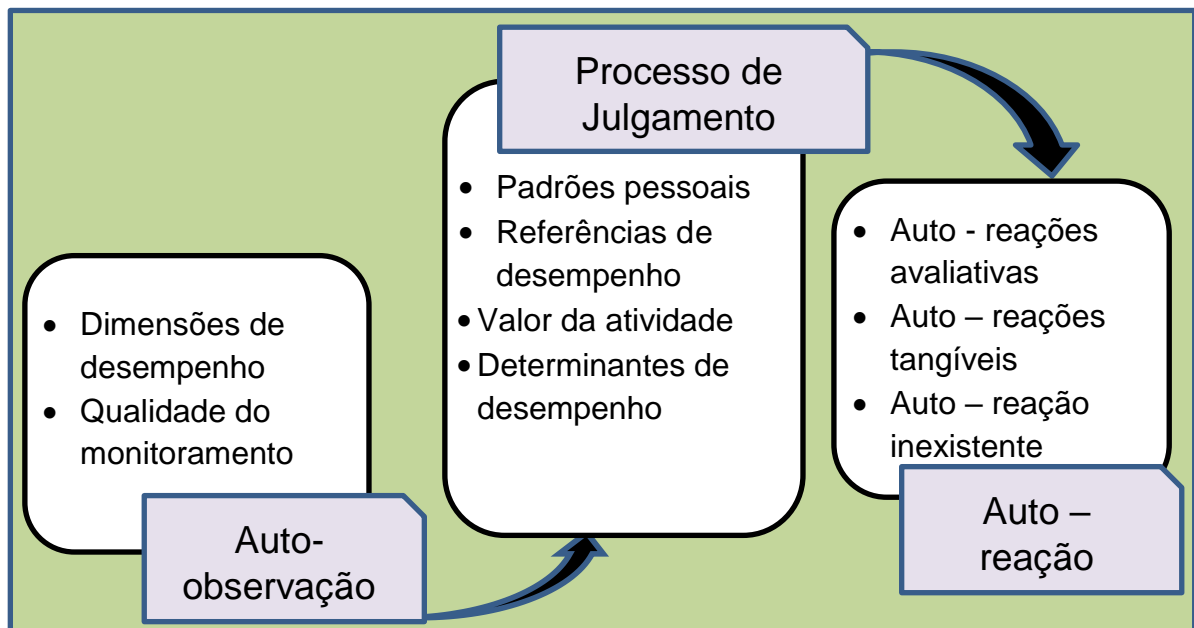 • Dimensões de
desempenho
• Qualidade do
monitoramento
Auto-
observação
Processo de
Julgamento
• Padrões pessoais
• Referências de
desempenho
• Valor da atividade
• Determinantes de
desempenho
• Auto - reações
avaliativas
• Auto – reações
tangíveis
• Auto – reação
inexistente
Auto –
reação